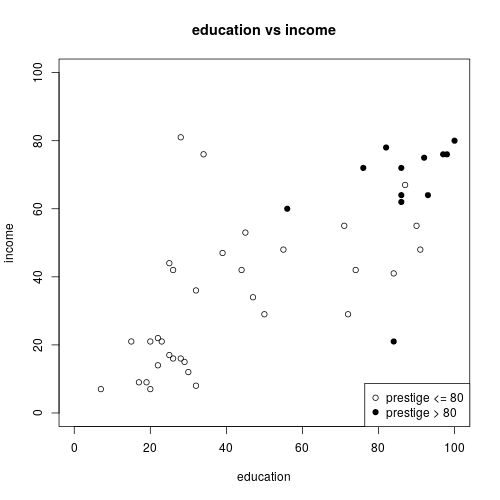 education vs income
100
80
60
40
20
0
income
prestige <= 80
prestige > 80
0 20 40 60 80 100
education